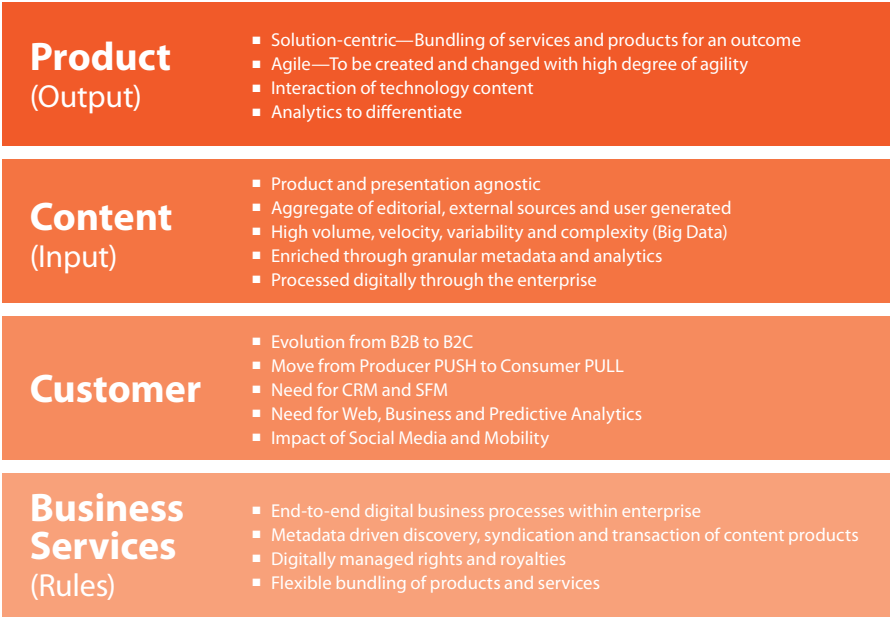 Product
(Output)
■ Solution-centric—Bundling of services and products for an outcome
■ Agile—To be created and changed with high degree of agility
■ Interaction of technology content
■ Analytics to differentiate
Content
(Input)
■ Product and presentation agnostic
■ Aggregate of editorial, external sources and user generated
■ High volume, velocity, variability and complexity (Big Data)
■ Enriched through granular metadata and analytics
■ Processed digitally through the enterprise
Customer
■ Evolution from B2B to B2C
■ Move from Producer PUSH to Consumer PULL
■ Need for CRM and SFM
■ Need for Web, Business and Predictive Analytics
■ Impact of Social Media and Mobility
Business
Services
(Rules)
■ End-to-end digital business processes within enterprise
■ Metadata driven discovery, syndication and transaction of content products
■ Digitally managed rights and royalties
■ Flexible bundling of products and services